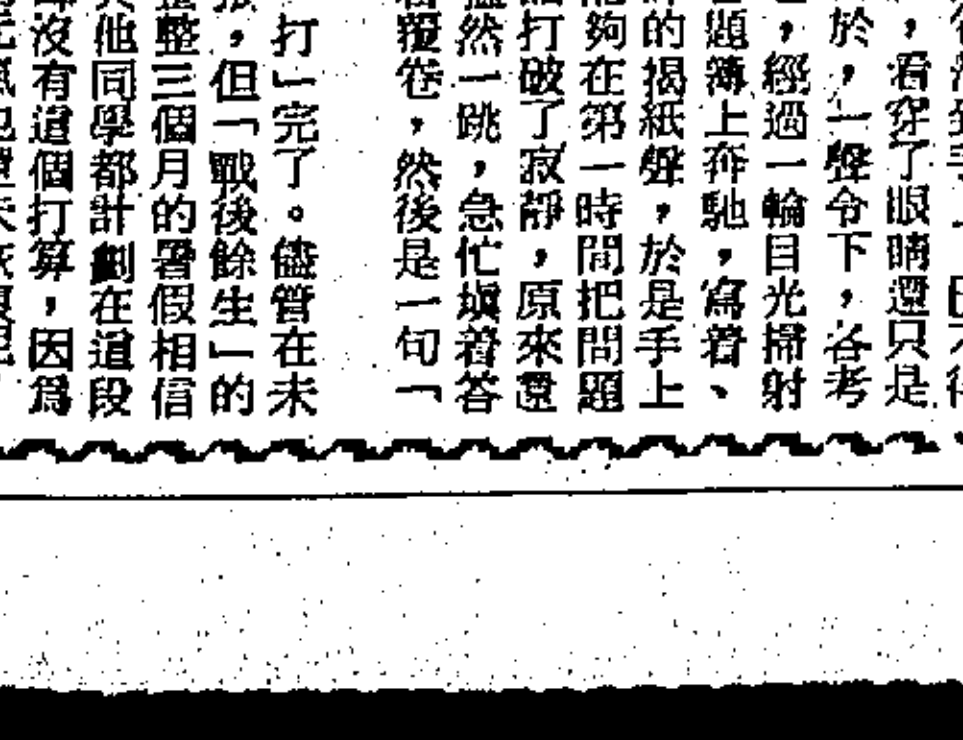 ，看穿了眼睛還只是
於，一聲令下，各考
，經過一輪目光掃射
題簿上奔馳，寫着、
的揭紙聲，於是手上
夠在第一時間把問題
打破了寂靜，原來還
然一跳，急忙塡着答
覆卷，然後是一句「
打」完了。儘管在未
，但「戰後餘生」的
整三個月的暑假相信
他同學都計劃在這段
沒有這個打算，因爲